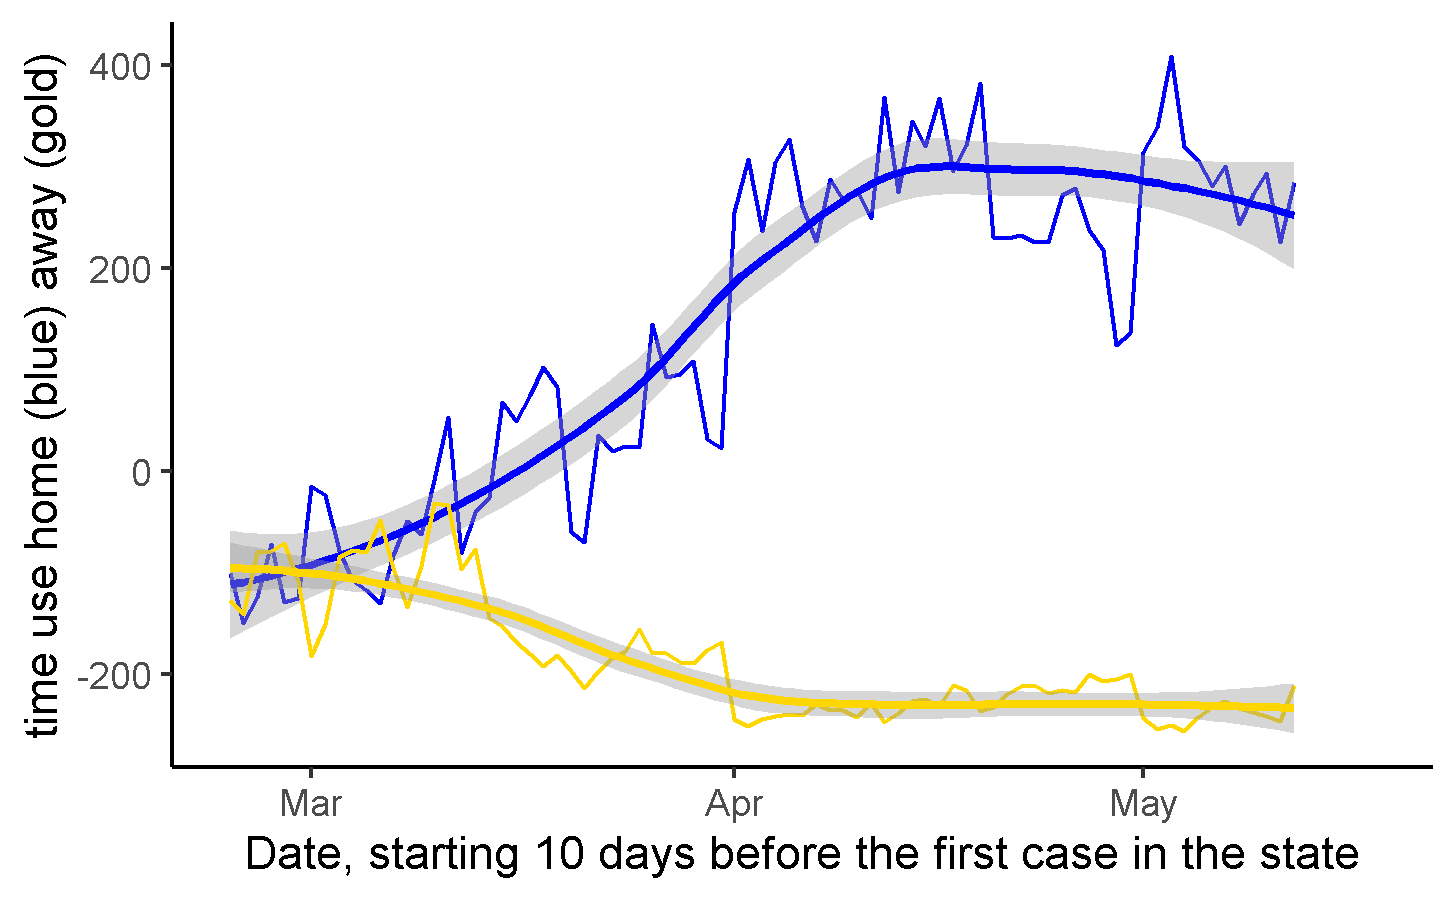 time use home (blue) away (gold)
400
200
0
-200
Mar
Apr
May
Date, starting 10 days before the first case in the state